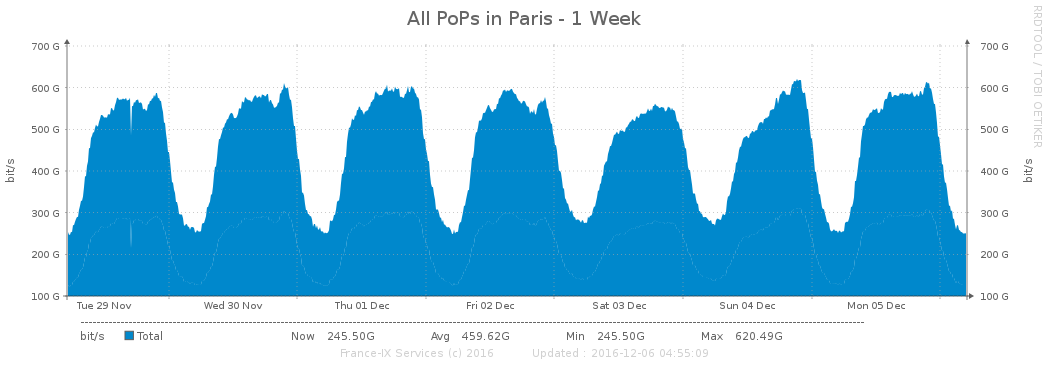 All PoPs in Paris - 1 Week
RRDTOOL / TOBI OETIKER
700 G 700 G
600 G 600 G
500 G 500 G
400 G 400 G
300 G 300 G
200 G 200 G
100 G 100 G
bit/s bit/s
Tue 29 Nov Wed 30 Nov Thu 01 Dec Fri 02 Dec Sat 03 Dec Sun 04 Dec Mon 05 Dec
bit/s Total Now 245.50G Avg 459.62G Min 245.50G Max 620.49G
France-IX Services (c) 2016 Updated : 2016-12-06 04:55:09